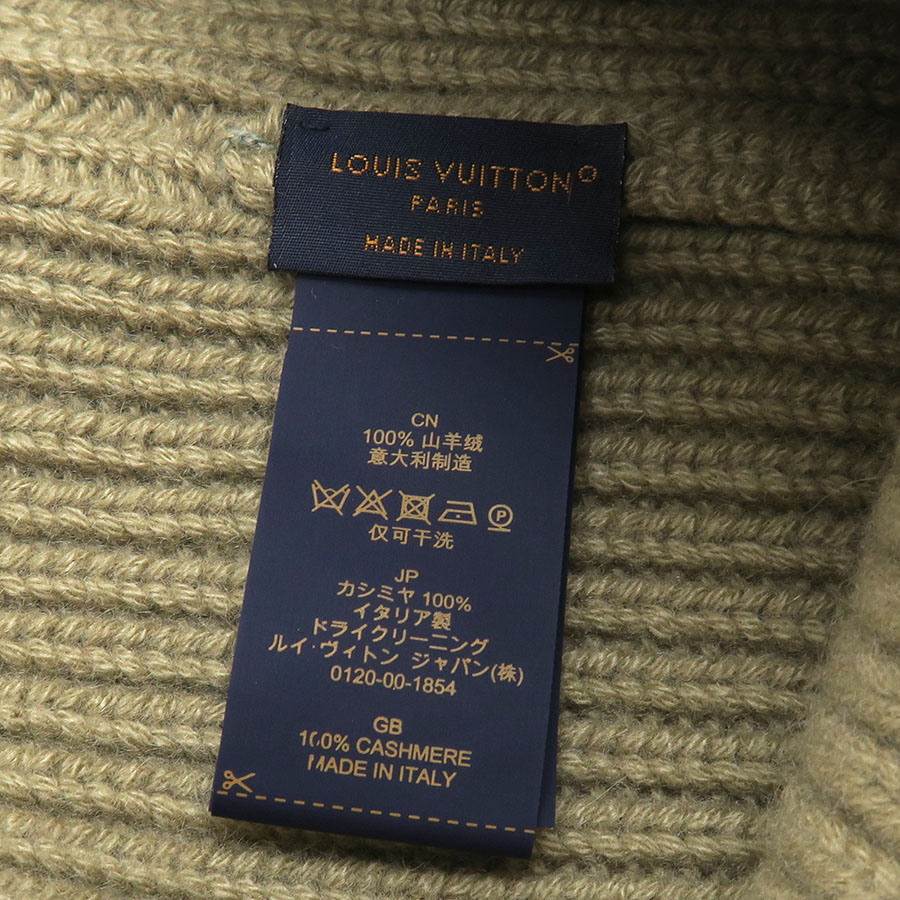 LOUIS VUITTON®
PARIS
MADE IN ITALY
CN
100% 山羊绒
意大利制造
P
仅可干洗
JP
カシミヤ 100%
イタリア製
ドライクリーニング
ルイ・ヴィトン ジャパン(株)
0120-00-1854
GB
100% CASHMERE
MADE IN ITALY